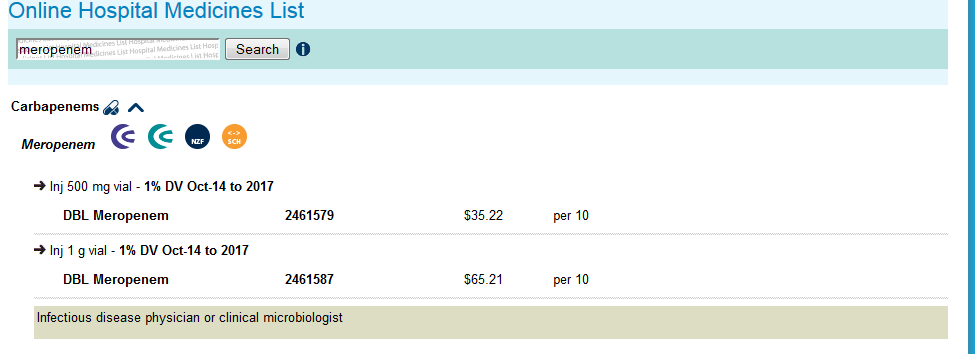 Online Hospital Medicines List
meropenem Search i
Carbapenems
Meropenem NZF <-> SCH
Inj 500 mg vial - 1% DV Oct-14 to 2017
DBL Meropenem 2461579 $35.22 per 10
Inj 1 g vial - 1% DV Oct-14 to 2017
DBL Meropenem 2461587 $65.21 per 10
Infectious disease physician or clinical microbiologist